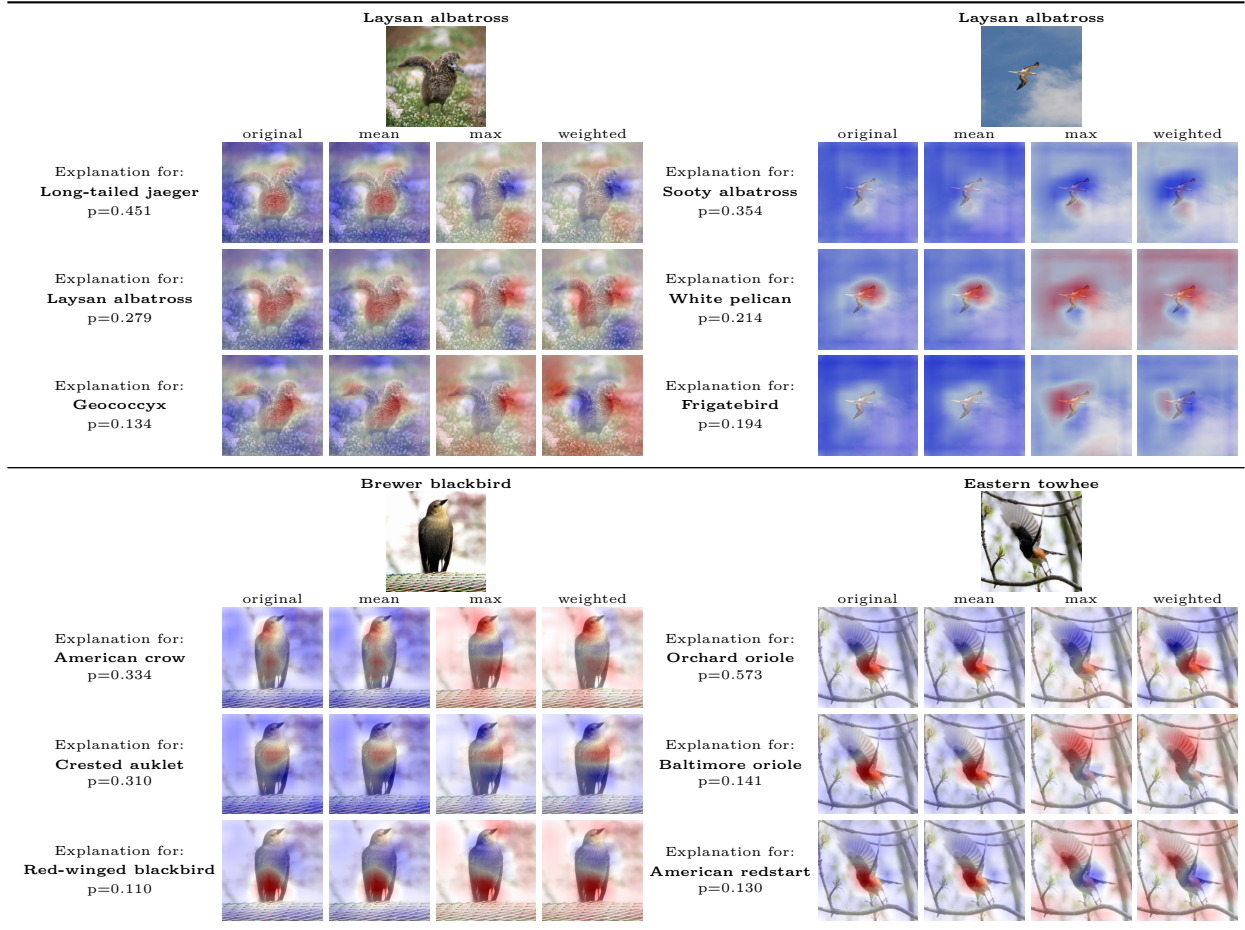 Laysan albatross
original mean max weighted
Explanation for:
Long-tailed jaeger
p=0.451
Explanation for:
Laysan albatross
p=0.279
Explanation for:
Geococcyx
p=0.134
Laysan albatross
original mean max weighted
Explanation for:
Sooty albatross
p=0.354
Explanation for:
White pelican
p=0.214
Explanation for:
Frigatebird
p=0.194
Brewer blackbird
original mean max weighted
Explanation for:
American crow
p=0.334
Explanation for:
Crested auklet
p=0.310
Explanation for:
Red-winged blackbird
p=0.110
Eastern towhee
original mean max weighted
Explanation for:
Orchard oriole
p=0.573
Explanation for:
Baltimore oriole
p=0.141
Explanation for:
American redstart
p=0.130